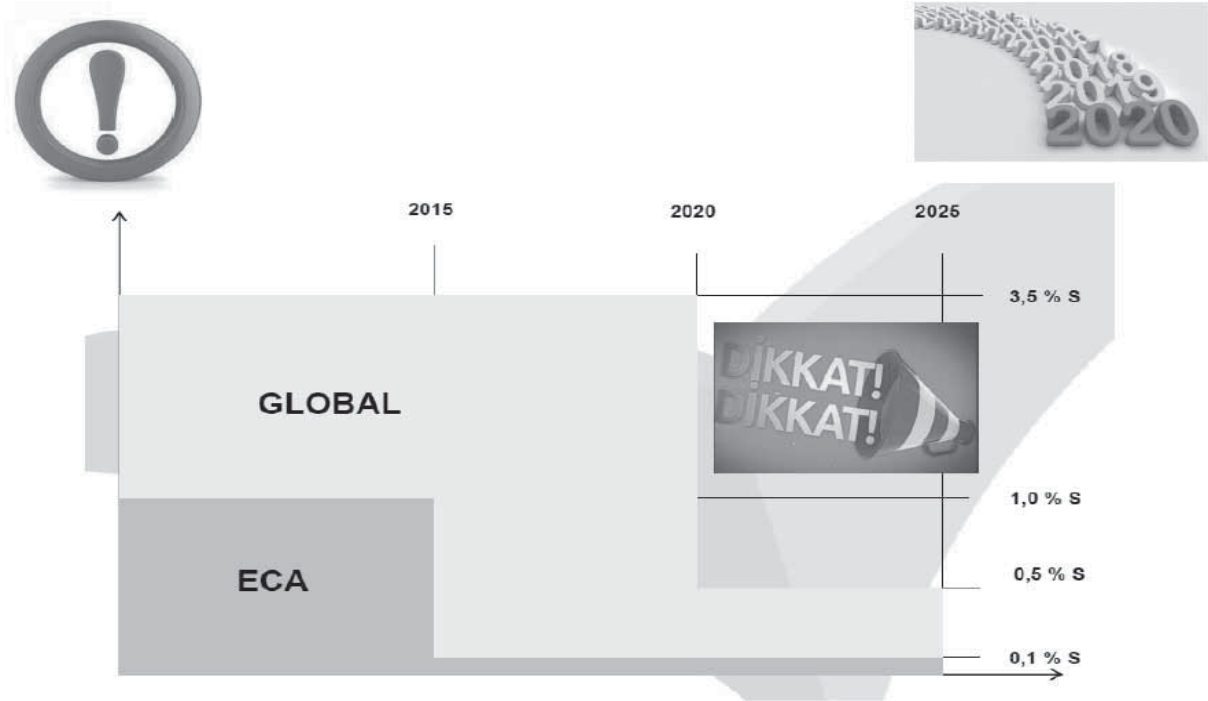 2018
2019
2020
2015
2020
2025
3,5 % S
DİKKAT!
DİKKAT!
GLOBAL
1,0 % S
ECA
0,5 % S
0,1 % S